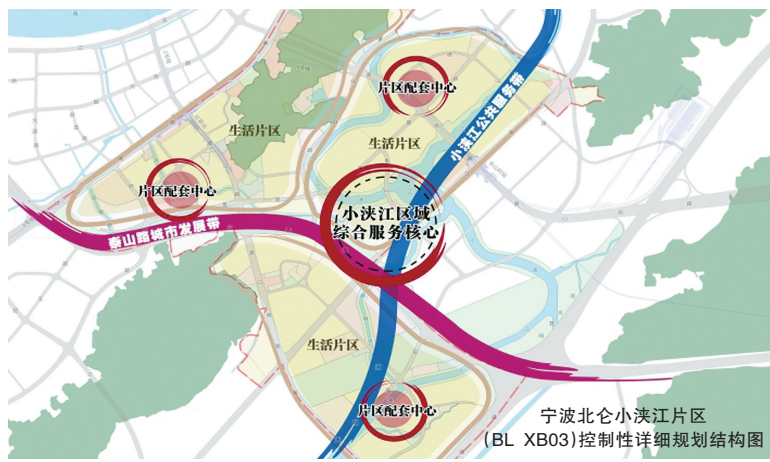 片区配套中心
小浃江公共服务带
生活片区
生活片区
片区配套中心
小浃江区域
综合服务核心
泰山路城市发展带
生活片区
片区配套中心
宁波北仑小浃江片区
(BL XB03)控制性详细规划结构图